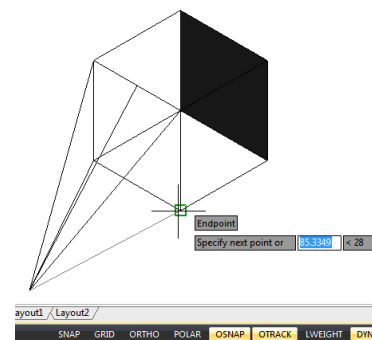 Endpoint
Specify next point or 85.3349 < 28
ayout1 Layout2
SNAP GRID ORTHO POLAR OSNAP OTRACK LWEIGHT DYN